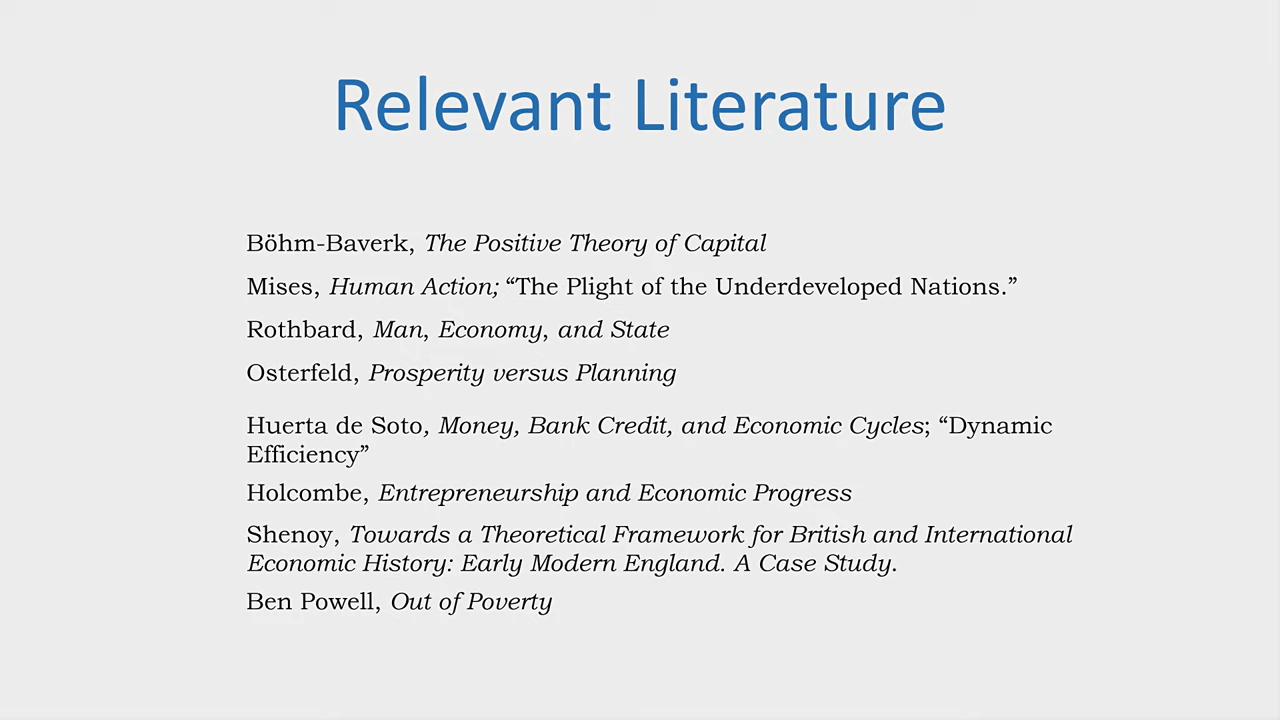 Relevant Literature
Böhm-Baverk, The Positive Theory of Capital
Mises, Human Action; “The Plight of the Underdeveloped Nations.”
Rothbard, Man, Economy, and State
Osterfeld, Prosperity versus Planning
Huerta de Soto, Money, Bank Credit, and Economic Cycles; “Dynamic
Efficiency”
Holcombe, Entrepreneurship and Economic Progress
Shenoy, Towards a Theoretical Framework for British and International
Economic History: Early Modern England. A Case Study.
Ben Powell, Out of Poverty